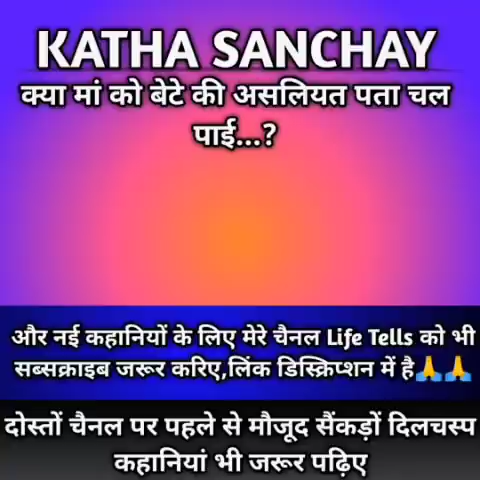 KATHA SANCHAY
क्या मां को बेटे की असलियत पता चल
पाई...?
और नई कहानियों के लिए मेरे चैनल Life Tells को भी
सब्सक्राइब जरूर करिए,लिंक डिस्क्रिप्शन में है🙏🙏
दोस्तों चैनल पर पहले से मौजूद सैंकड़ों दिलचस्प
कहानियां भी जरूर पढ़िए